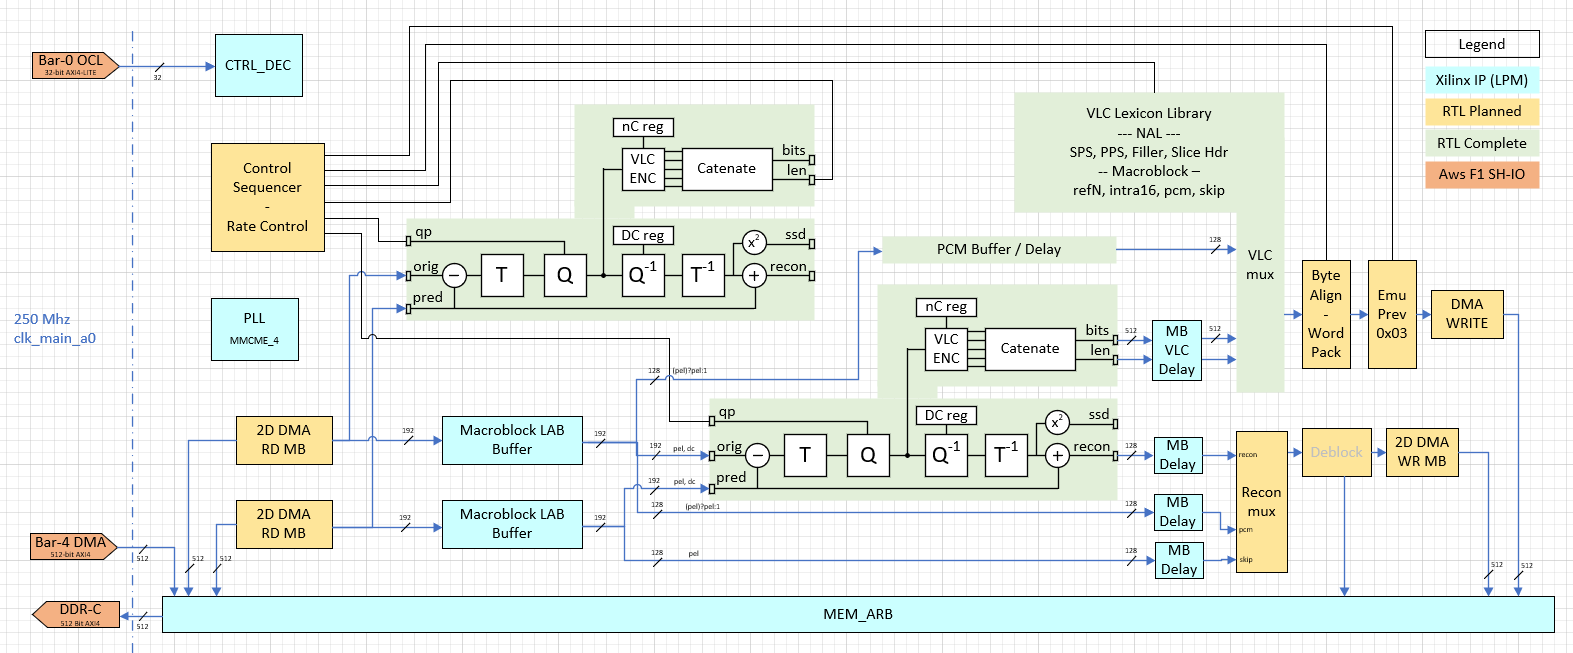 Bar-0 OCL
32-bit AXI4-LITE
32
CTRL_DEC
Legend
Xilinx IP (LPM)
RTL Planned
RTL Complete
Aws F1 SH-IO
Control
Sequencer
-
Rate Control
nC reg
VLC
ENC
Catenate
bits
len
VLC Lexicon Library
--- NAL ---
SPS, PPS, Filler, Slice Hdr
-- Macroblock –
refN, intra16, pcm, skip
qp
orig
pred
−
T
Q
DC reg
Q-1
T-1
x2
+
ssd
recon
PCM Buffer / Delay
128
VLC
mux
Byte
Align
-
Word
Pack
Emu
Prev
0x03
DMA
WRITE
250 Mhz
clk_main_a0
PLL
MMCME_4
nC reg
VLC
ENC
Catenate
bits
len
512
MB
VLC
Delay
512
128
(pel)?pel:1
2D DMA
RD MB
192
Macroblock LAB
Buffer
192
192
pel, dc
qp
orig
pred
−
T
Q
DC reg
Q-1
T-1
x2
+
ssd
recon
128
MB
Delay
recon
Recon
mux
pcm
skip
Deblock
2D DMA
WR MB
192
pel, dc
2D DMA
RD MB
192
Macroblock LAB
Buffer
192
128
(pel)?pel:1
128
MB
Delay
128
pel
128
MB
Delay
Bar-4 DMA
512-bit AXI4
512
512
512
512
512
DDR-C
512 Bit AXI4
512
MEM_ARB